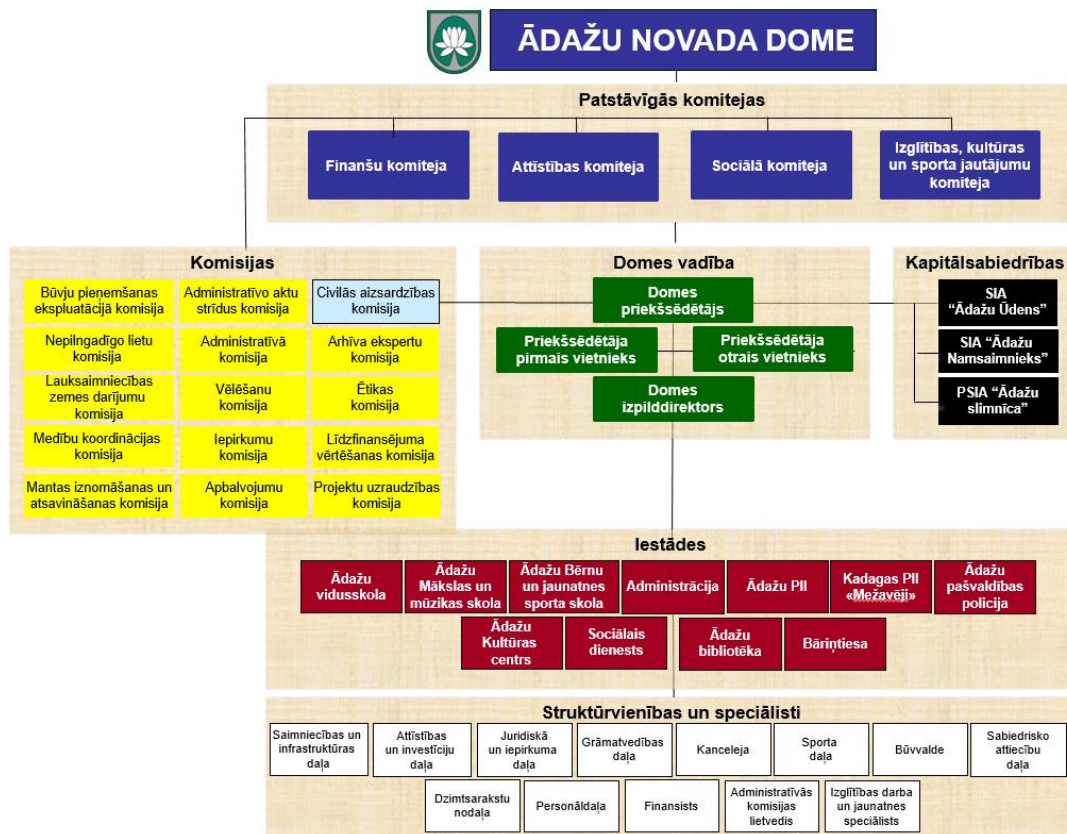 ĀDAŽU NOVADA DOME
Patstāvīgās komitejas
Finanšu komiteja
Attīstības komiteja
Sociālā komiteja
Izglītības, kultūras
un sporta jautājumu
komiteja
Komisijas
Būvju pieņemšanas
ekspluatācijā komisija
Administratīvo aktu
strīdus komisija
Civilās aizsardzības
komisija
Nepilngadīgo lietu
komisija
Administratīvā
komisija
Arhīva ekspertu
komisija
Lauksaimniecības
zemes darījumu
komisija
Vēlēšanu
komisija
Ētikas
komisija
Medību koordinācijas
komisija
Iepirkumu
komisija
Līdzfinansējuma
vērtēšanas komisija
Mantas iznomāšanas un
atsavināšanas komisija
Apbalvojumu
komisija
Projektu uzraudzības
komisija
Domes vadība
Domes
priekšsēdētājs
Priekšsēdētāja
pirmais vietnieks
Priekšsēdētāja
otrais vietnieks
Domes
izpilddirektors
Kapitālsabiedrības
SIA
“Ādažu Ūdens”
SIA “Ādažu
Namsaimnieks”
PSIA “Ādažu
slimnīca”
Iestādes
Ādažu
vidusskola
Ādažu
Mākslas un
mūzikas skola
Ādažu Bērnu
un jaunatnes
sporta skola
Administrācija
Ādažu PII
Kadagas PII
«Mežavēji»
Ādažu
pašvaldības
policija
Ādažu
Kultūras
centrs
Sociālais
dienests
Ādažu
bibliotēka
Bāriņtiesa
Struktūrvienības un speciālisti
Saimniecības un
infrastruktūras
daļa
Attīstības
un investīciju
daļa
Juridiskā
un iepirkuma
daļa
Grāmatvedības
daļa
Kanceleja
Sporta
daļa
Būvvalde
Sabiedrisko
attiecību
daļa
Dzimtsarakstu
nodaļa
Personāldaļa
Finansists
Administratīvās
komisijas
lietvedis
Izglītības darba
un jaunatnes
speciālists